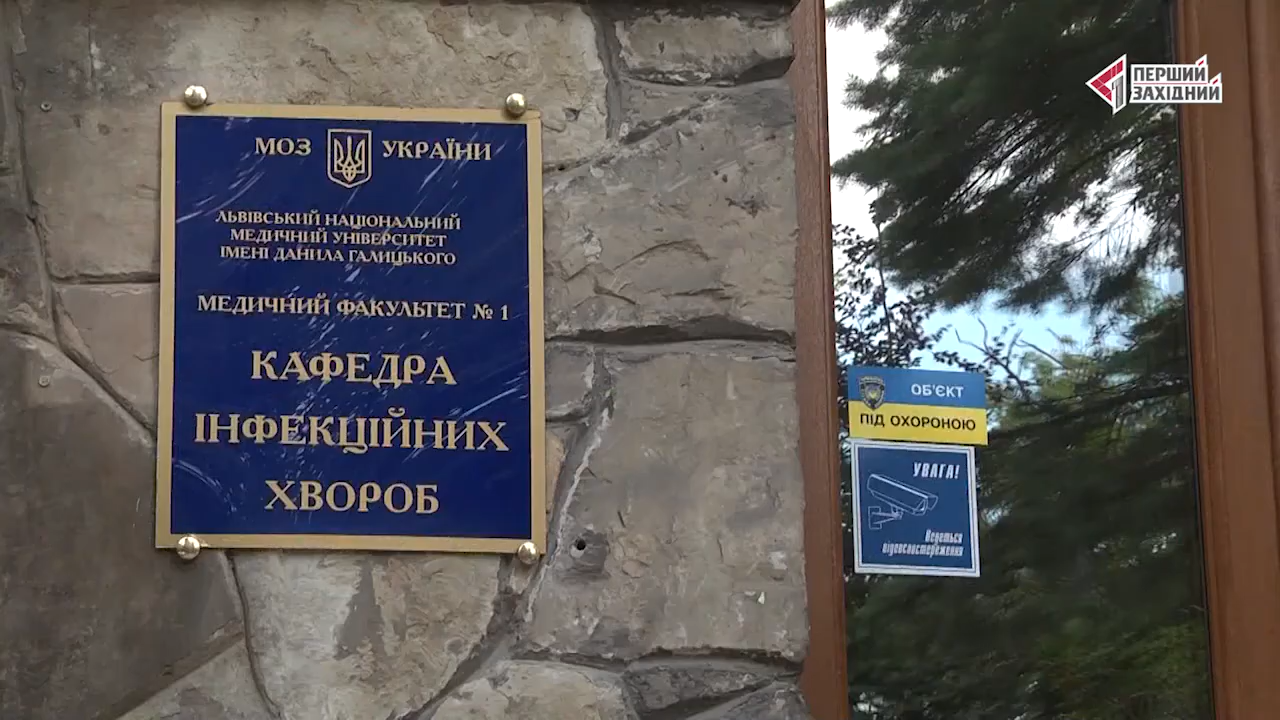 МОЗ УКРАЇНИ
ЛЬВІВСЬКИЙ НАЦІОНАЛЬНИЙ
МЕДИЧНИЙ УНІВЕРСИТЕТ
ІМЕНІ ДАНИЛА ГАЛИЦЬКОГО
МЕДИЧНИЙ ФАКУЛЬТЕТ № 1
КАФЕДРА
ІНФЕКЦІЙНИХ
ХВОРОБ
ПЕРШИЙ
ЗАХІДНИЙ
ОБ'ЄКТ
ПІД ОХОРОНОЮ
УВАГА!
Ведеться
відеоспостереження